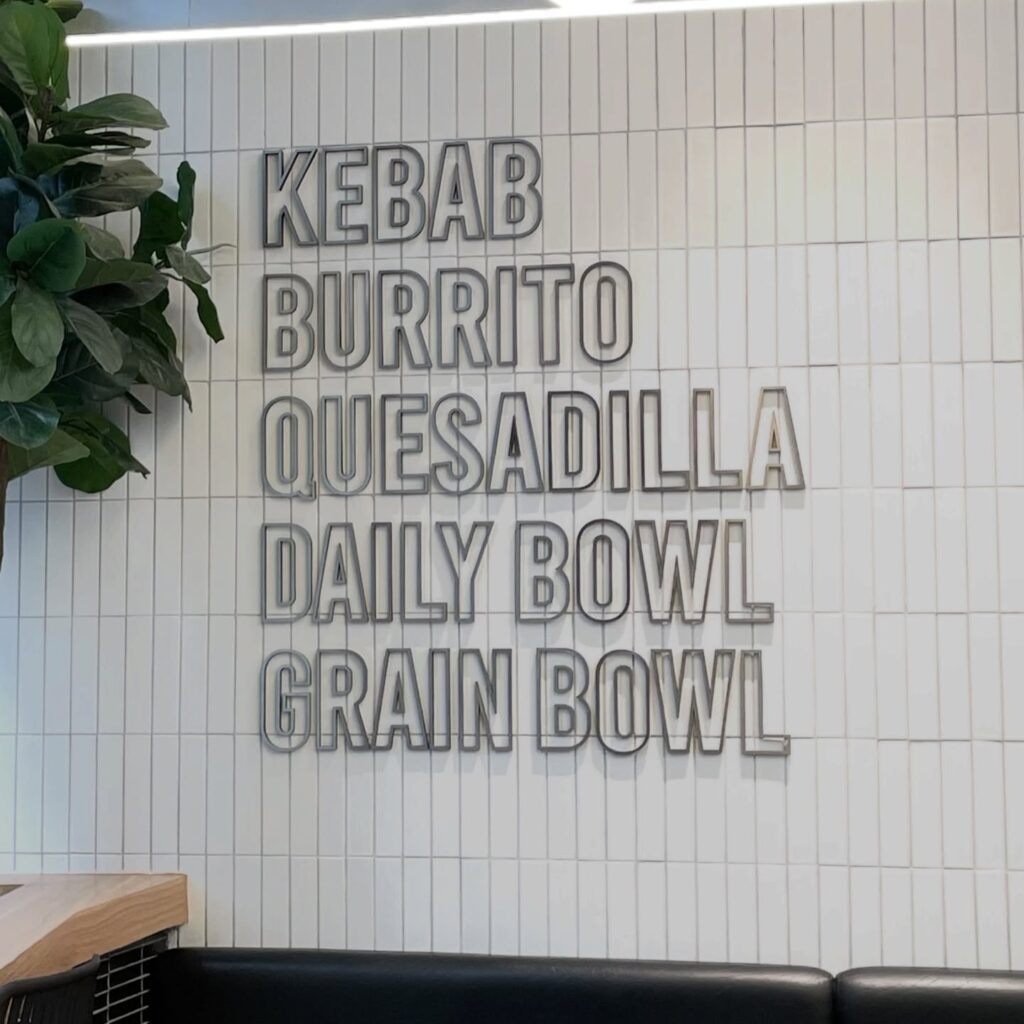 KEBAB
BURRITO
QUESADILLA
DAILY BOWL
GRAIN BOWL